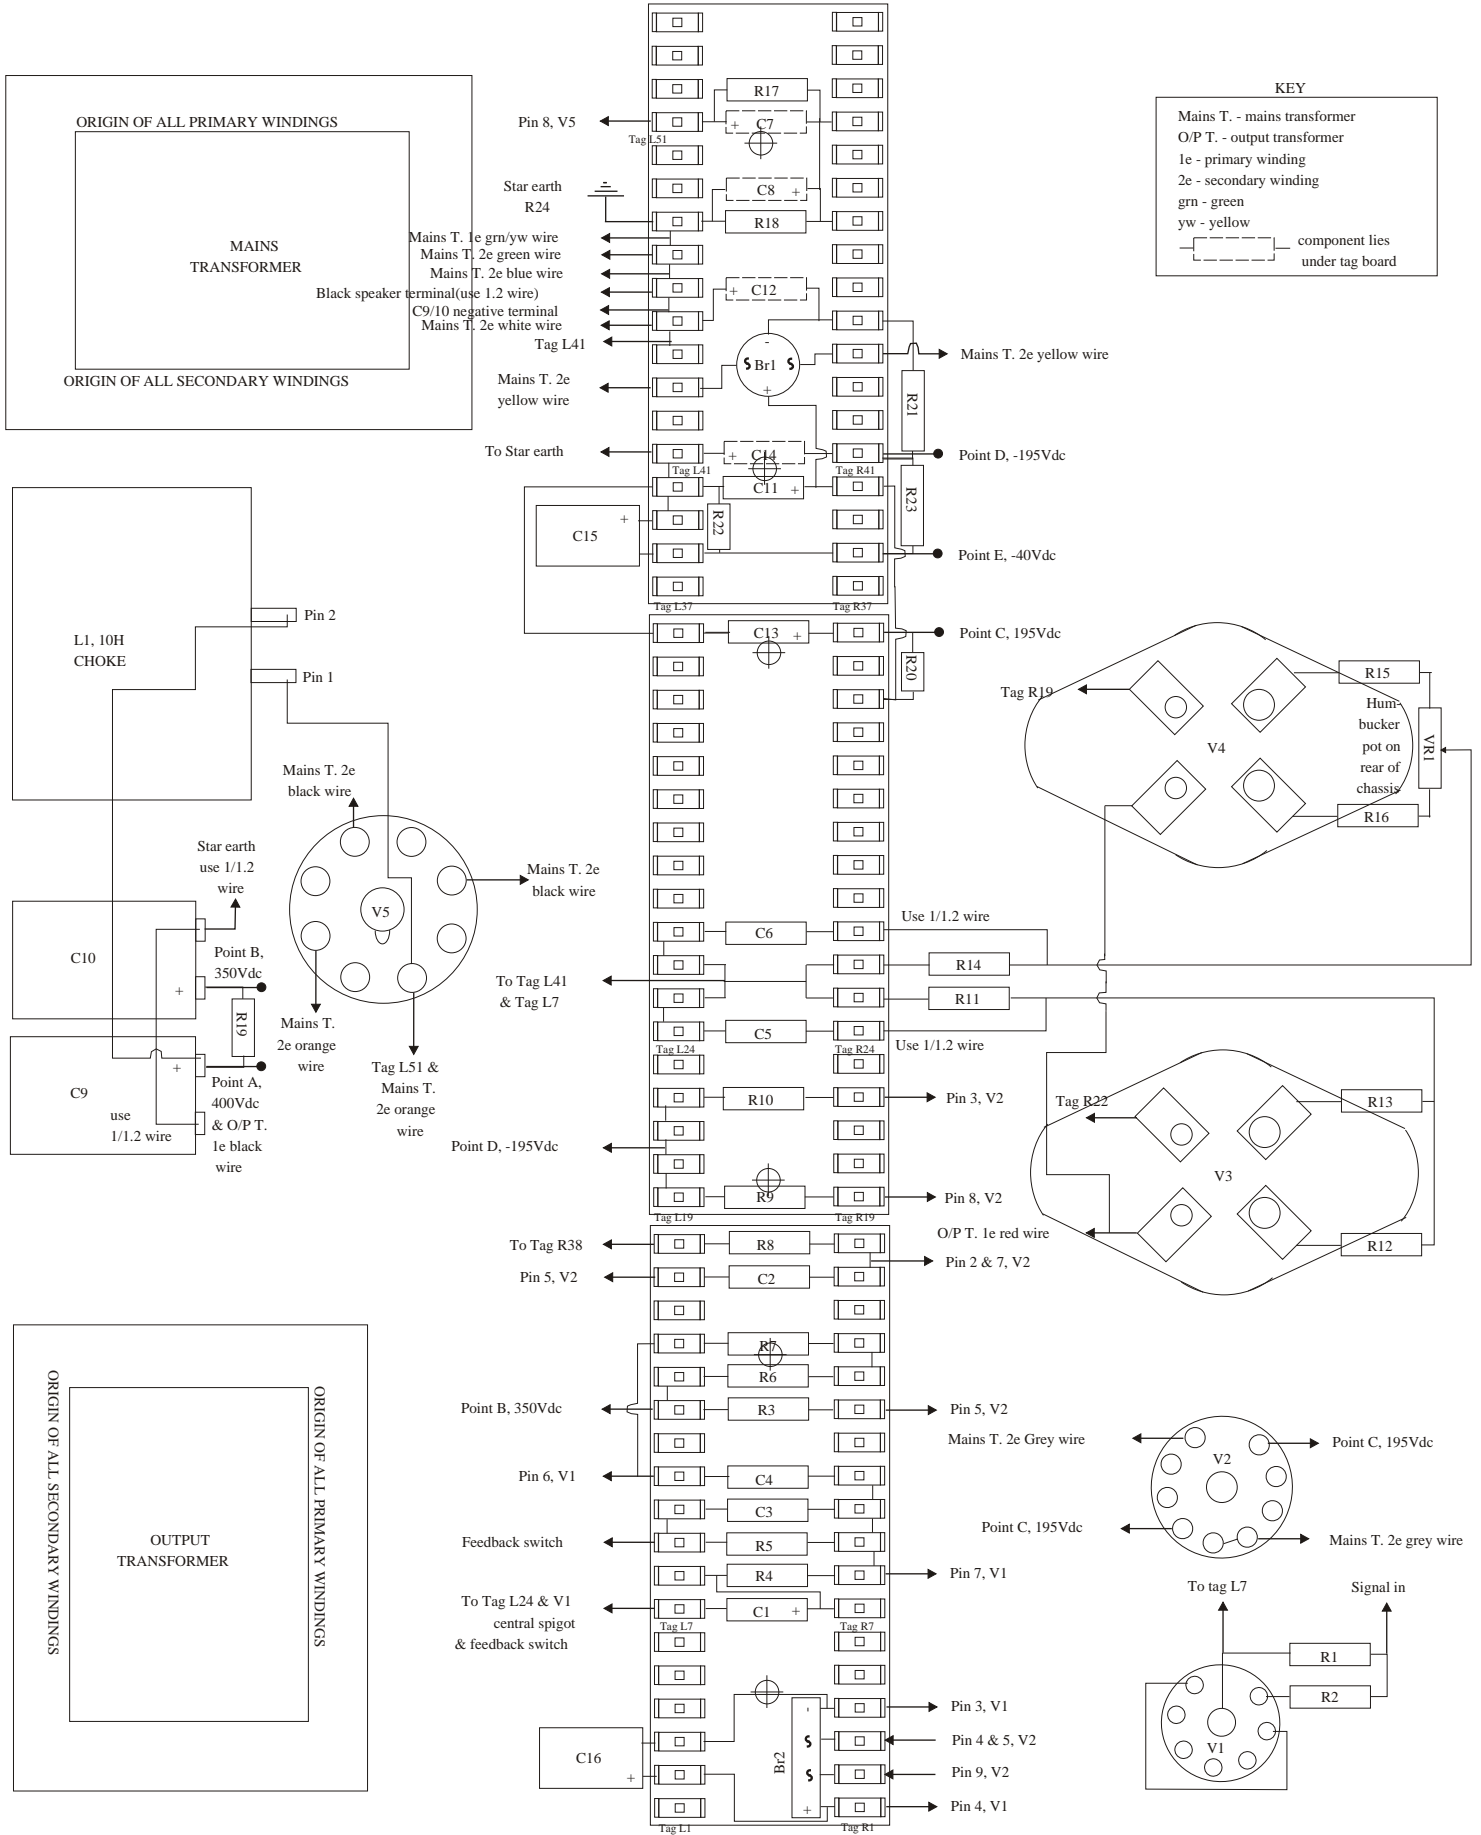 KEY
Mains T. - mains transformer
O/P T. - output transformer
1e - primary winding
2e - secondary winding
grn - green
yw - yellow
component lies
under tag board
ORIGIN OF ALL PRIMARY WINDINGS
MAINS
TRANSFORMER
ORIGIN OF ALL SECONDARY WINDINGS
R17
Pin 8, V5
+ C7
Tag L51
Star earth
R24
C8 +
R18
Mains T. 1e grn/yw wire
Mains T. 2e green wire
Mains T. 2e blue wire
Black speaker terminal(use 1.2 wire)
C9/10 negative terminal
Mains T. 2e white wire
Tag L41
+ C12
-
Br1
+
Mains T. 2e yellow wire
Mains T. 2e
yellow wire
R21
To Star earth
+ C14
Point D, -195Vdc
Tag L41
Tag R41
C11 +
R22
R23
C15
+
Point E, -40Vdc
Tag L37
Tag R37
L1, 10H
CHOKE
Pin 2
Pin 1
C13 +
Point C, 195Vdc
R20
Tag R19
R15
Hum-
bucker
pot on
rear of
chassis
VR1
V4
R16
Mains T. 2e
black wire
Star earth
use 1/1.2
wire
V5
Mains T. 2e
black wire
C10
+
Point B,
350Vdc
R19
Mains T.
2e orange
wire
Tag L51 &
Mains T.
2e orange
wire
C9
+
use
1/1.2 wire
Point A,
400Vdc
& O/P T.
1e black
wire
C6
Use 1/1.2 wire
To Tag L41
& Tag L7
R14
R11
C5
Use 1/1.2 wire
Tag L24
Tag R24
R10
Pin 3, V2
Point D, -195Vdc
R9
Pin 8, V2
Tag L19
Tag R19
Tag R22
R13
V3
O/P T. 1e red wire
R12
To Tag R38
R8
Pin 2 & 7, V2
Pin 5, V2
C2
R7
R6
Point B, 350Vdc
R3
Pin 5, V2
Pin 6, V1
C4
C3
Feedback switch
R5
R4
Pin 7, V1
To Tag L24 & V1
central spigot
& feedback switch
C1 +
Tag L7
Tag R7
ORIGIN OF ALL SECONDARY WINDINGS
OUTPUT
TRANSFORMER
ORIGIN OF ALL PRIMARY WINDINGS
Mains T. 2e Grey wire
V2
Point C, 195Vdc
Point C, 195Vdc
Mains T. 2e grey wire
To tag L7
Signal in
R1
R2
V1
C16
+
-
Br2
+
Pin 3, V1
Pin 4 & 5, V2
Pin 9, V2
Pin 4, V1
Tag L1
Tag R1